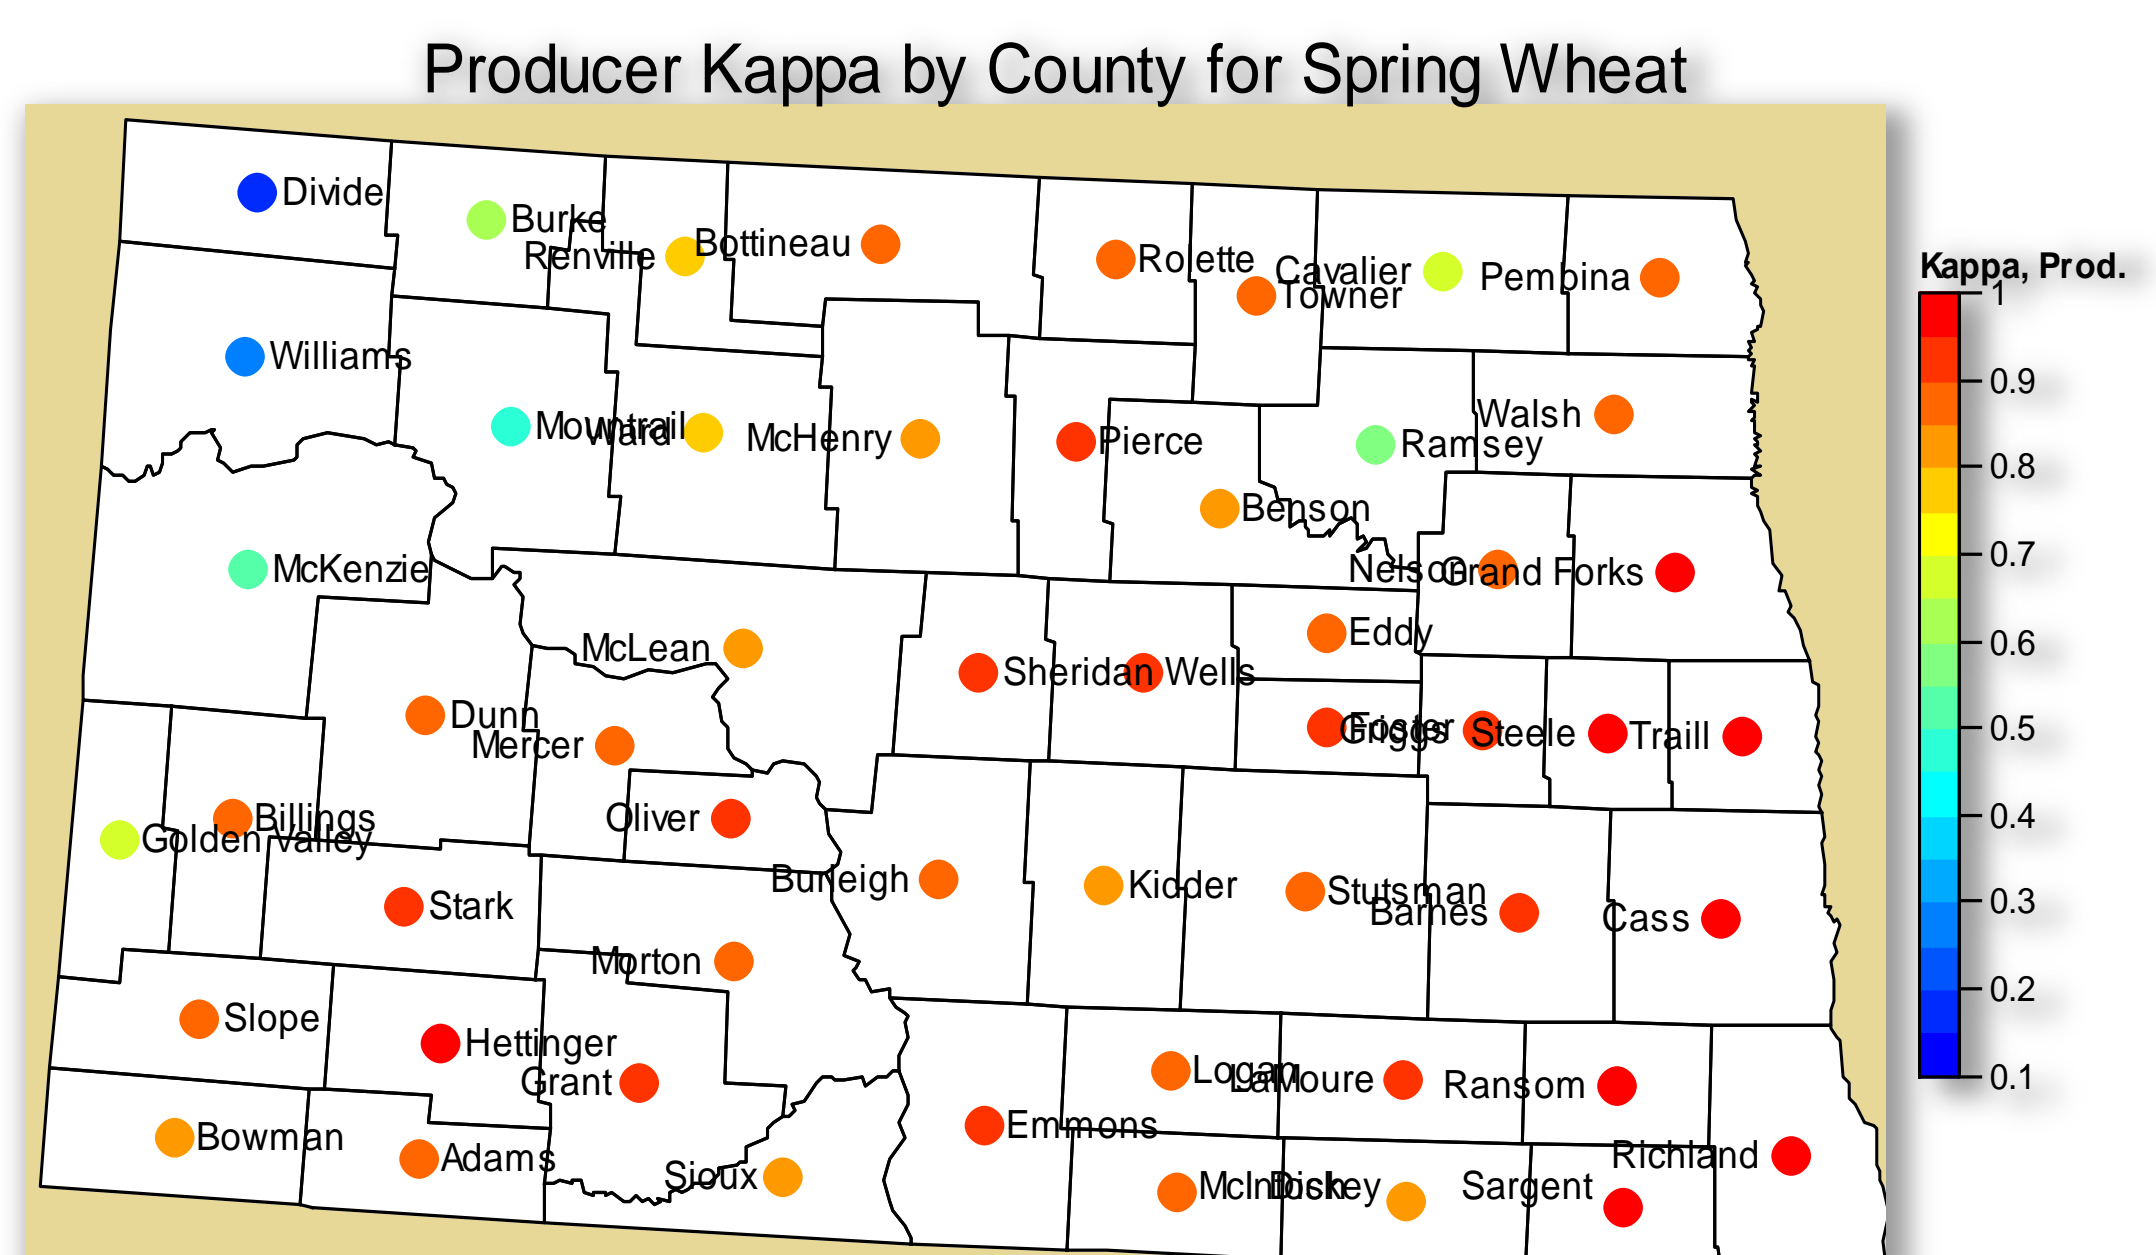 Producer Kappa by County for Spring Wheat
Divide
Burke
Renville
Bottineau
Rolette
Towner
Cavalier
Pembina
Williams
Mountrail
Ward
McHenry
Pierce
Ramsey
Walsh
Benson
McKenzie
Nelson
Grand Forks
McLean
Sheridan
Wells
Eddy
Dunn
Mercer
Foster
Griggs
Steele
Traill
Billings
Golden Valley
Oliver
Stark
Burleigh
Kidder
Stutsman
Barnes
Cass
Morton
Slope
Hettinger
Grant
Logan
LaMoure
Ransom
Bowman
Adams
Sioux
Emmons
McIntosh
Dickey
Sargent
Richland
Kappa, Prod.
1
0.9
0.8
0.7
0.6
0.5
0.4
0.3
0.2
0.1